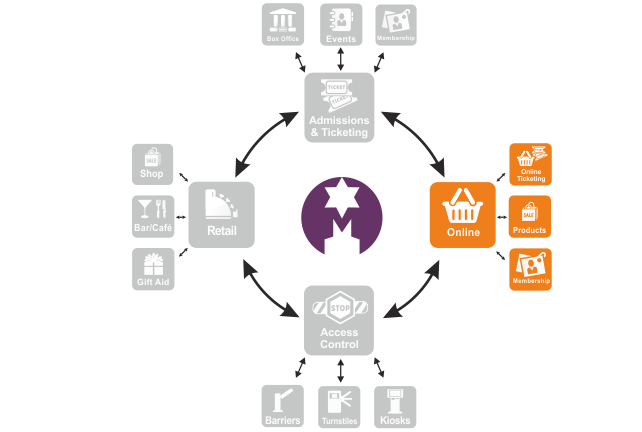 Box Office
Events
Membership
TICKET
TICKET
Admissions
& Ticketing
SALE
Shop
Bar/Café
Gift Aid
Retail
Online
Online
Ticketing
SALE
Products
Membership
STOP
Access
Control
Barriers
Turnstiles
Kiosks